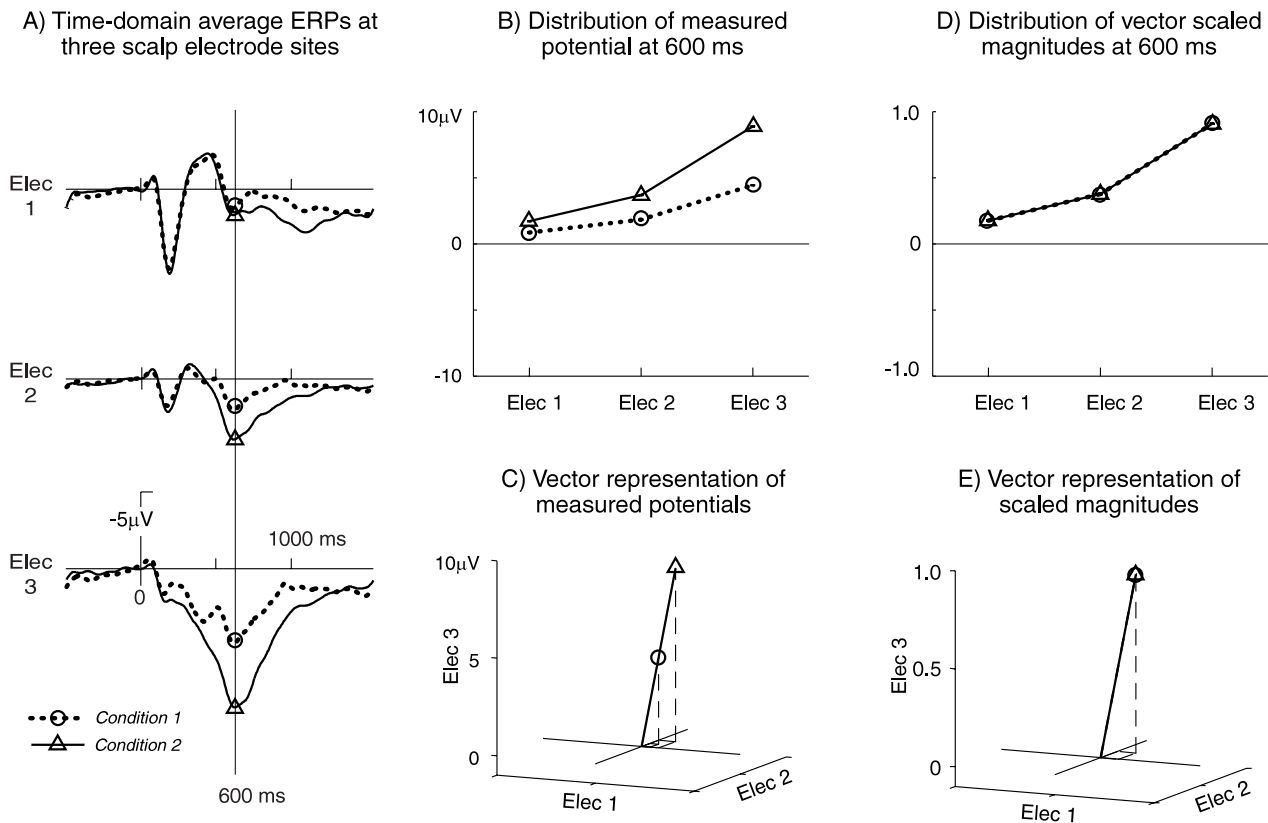 A) Time-domain average ERPs at
three scalp electrode sites
Elec
1
Elec
2
-5μV
1000 ms
Elec
3
0
Condition 1
Condition 2
600 ms
B) Distribution of measured
potential at 600 ms
10μV
0
-10
Elec 1
Elec 2
Elec 3
C) Vector representation of
measured potentials
10μV
5
0
Elec 3
Elec 1
Elec 2
D) Distribution of vector scaled
magnitudes at 600 ms
1.0
0
-1.0
Elec 1
Elec 2
Elec 3
E) Vector representation of
scaled magnitudes
1.0
0.5
0
Elec 3
Elec 1
Elec 2